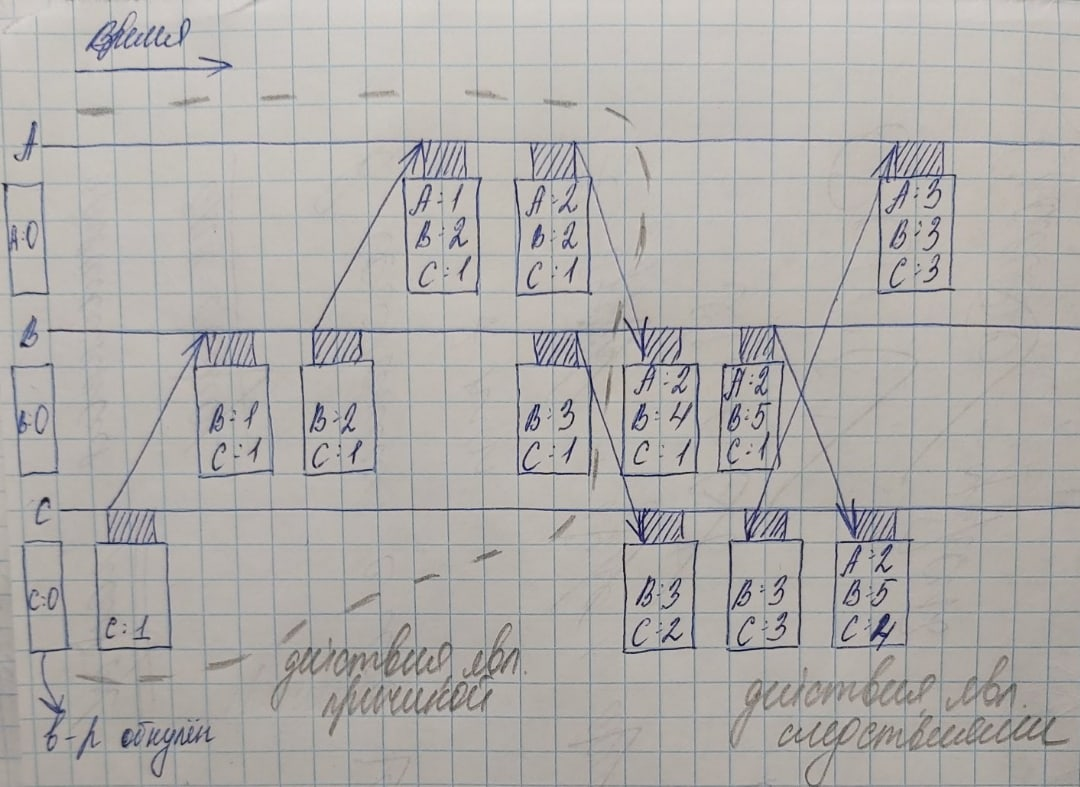 Время
A
A:0
A:1
B:2
C:1
A:2
B:2
C:1
A:3
B:3
C:3
B
B:0
B:1
C:1
B:2
C:1
B:3
C:1
A:2
B:4
C:1
A:2
B:5
C:1
C
C:0
C:1
B:3
C:2
B:3
C:3
A:2
B:5
C:4
в-р обнулён
действия явл.
причиной
действия явл.
следствиями